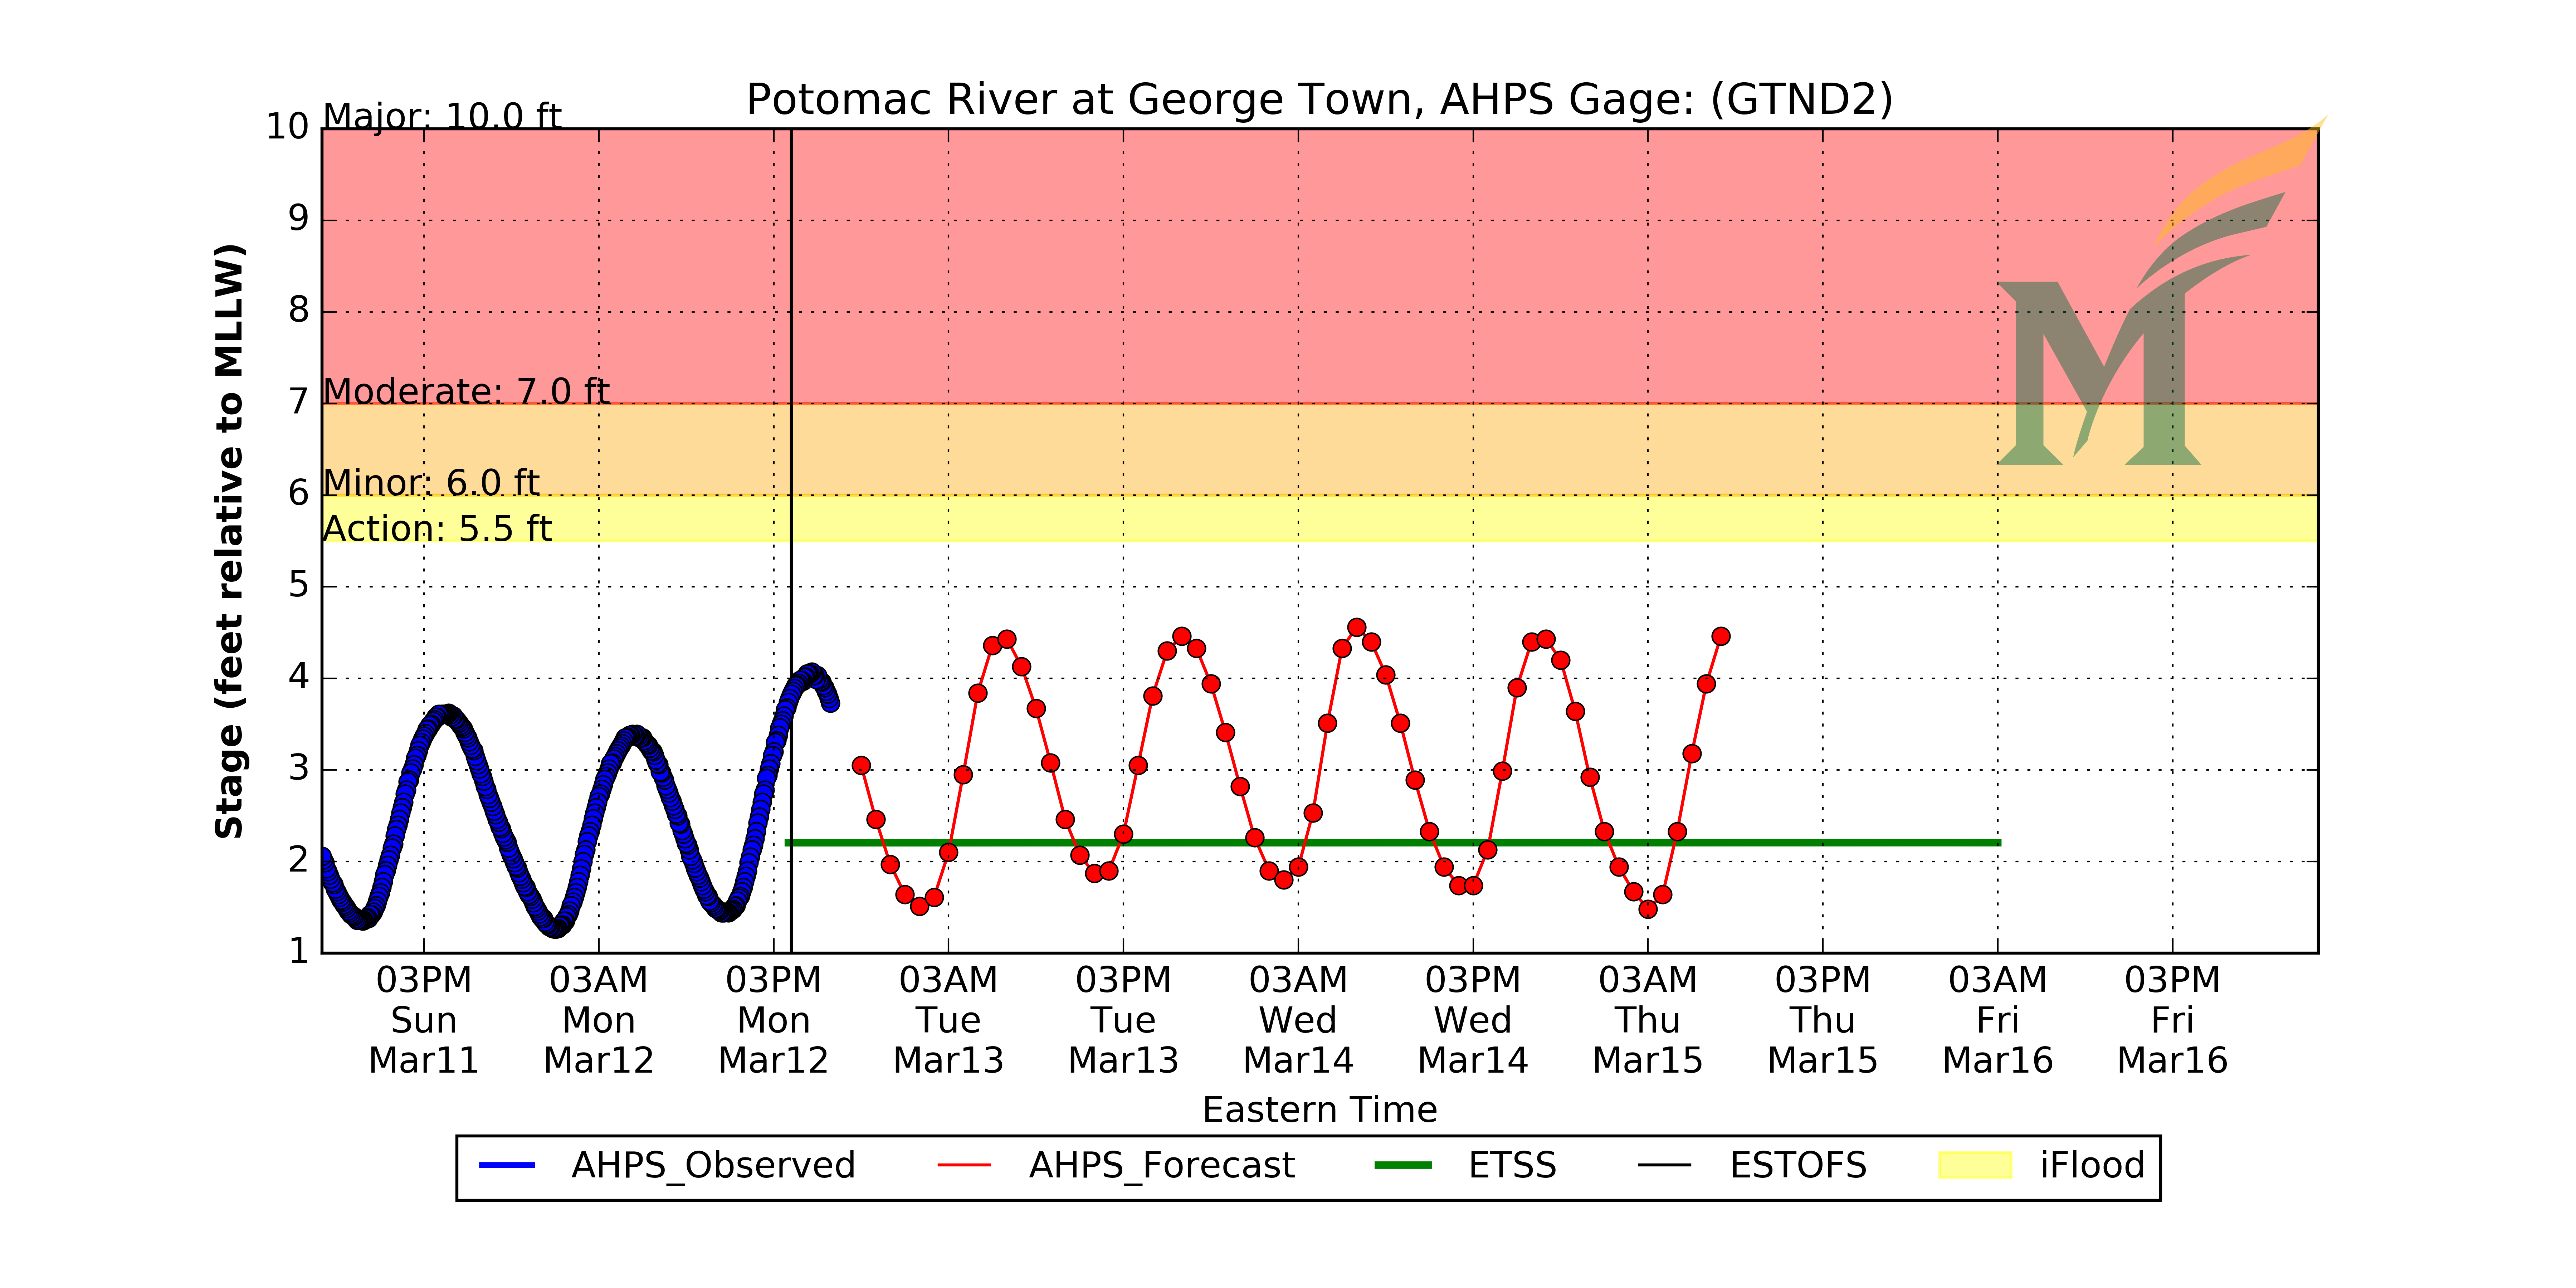 Potomac River at George Town, AHPS Gage: (GTND2)
Major: 10.0 ft
Moderate: 7.0 ft
Minor: 6.0 ft
Action: 5.5 ft
Stage (feet relative to MLLW)
10
9
8
7
6
5
4
3
2
1
03PM Sun Mar11
03AM Mon Mar12
03PM Mon Mar12
03AM Tue Mar13
03PM Tue Mar13
03AM Wed Mar14
03PM Wed Mar14
03AM Thu Mar15
03PM Thu Mar15
03AM Fri Mar16
03PM Fri Mar16
Eastern Time
AHPS_Observed
AHPS_Forecast
ETSS
ESTOFS
iFlood
M